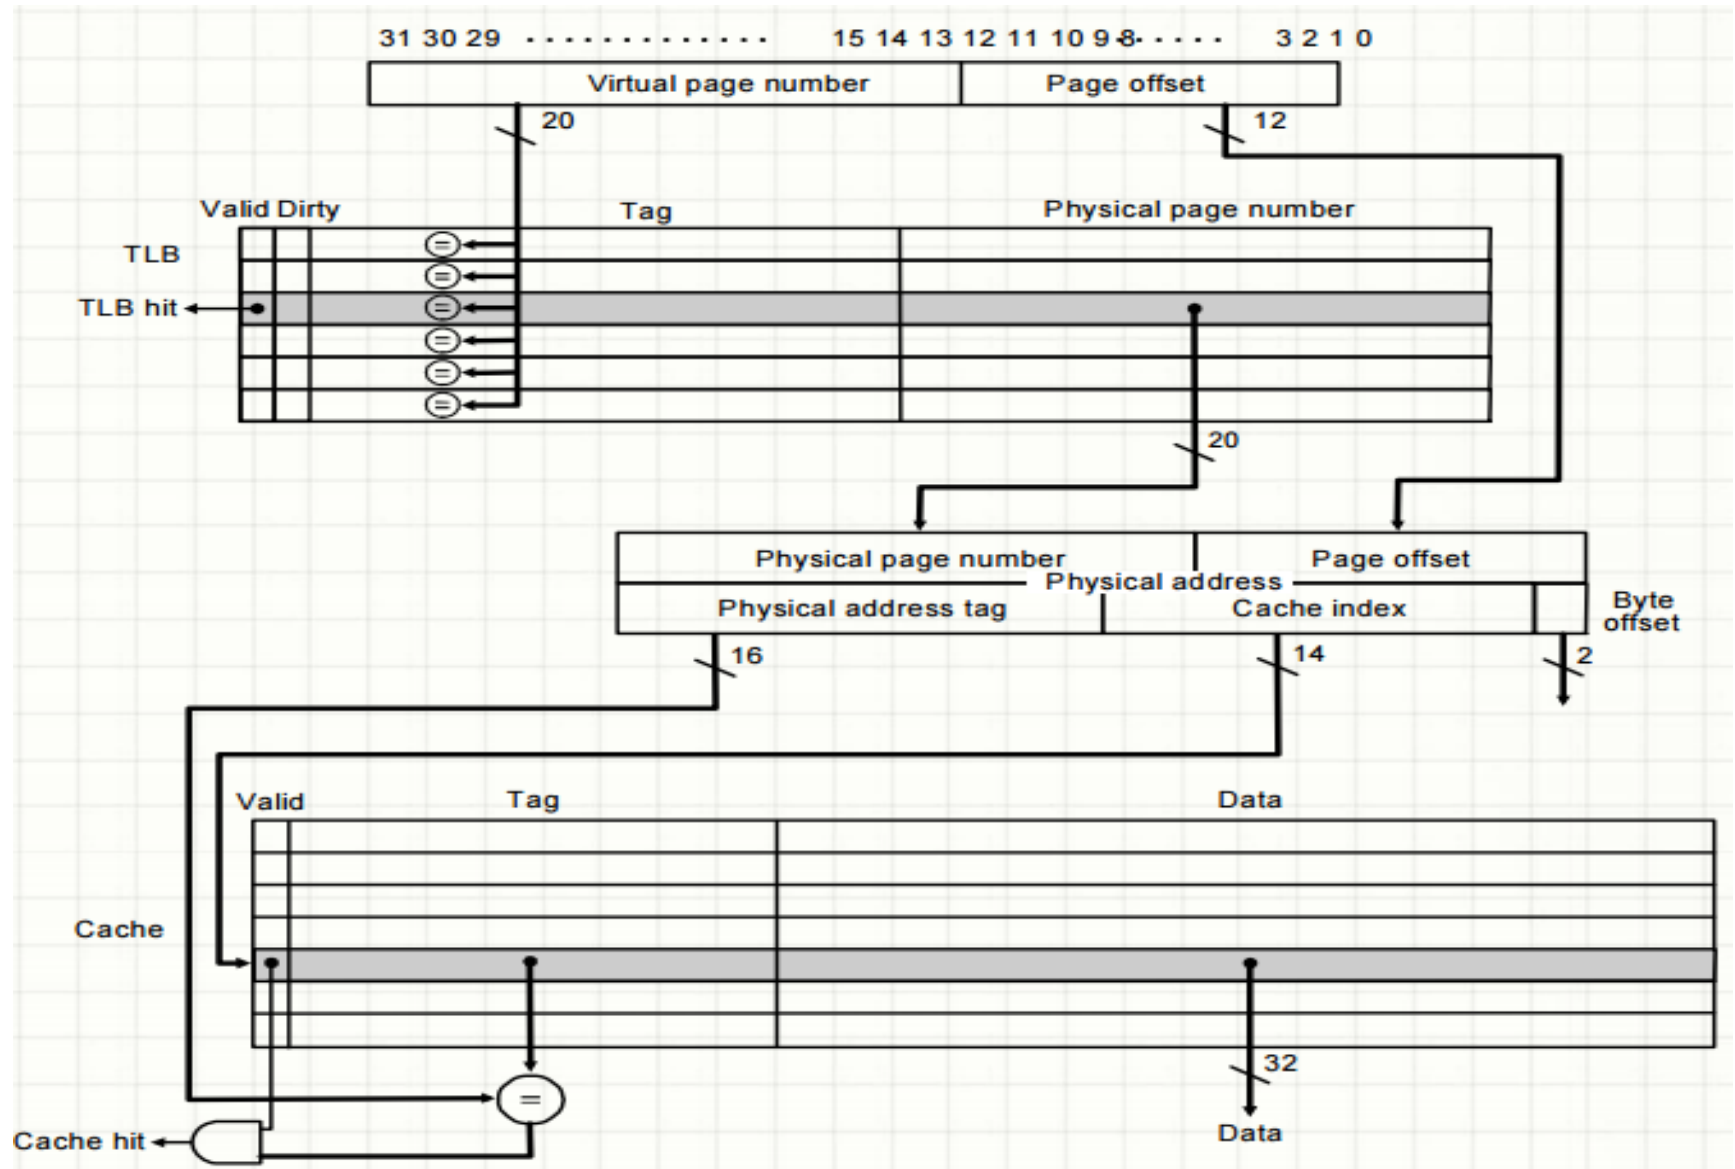 31 30 29 ············· 15 14 13 12 11 10 9 8 ····· 3 2 1 0
Virtual page number Page offset
20 12
Valid Dirty Tag Physical page number
TLB =
=
TLB hit =
=
=
=
20
Physical page number Page offset
Physical address
Physical address tag Cache index Byte offset
16 14 2
Valid Tag Data
Cache
32
=
Data
Cache hit